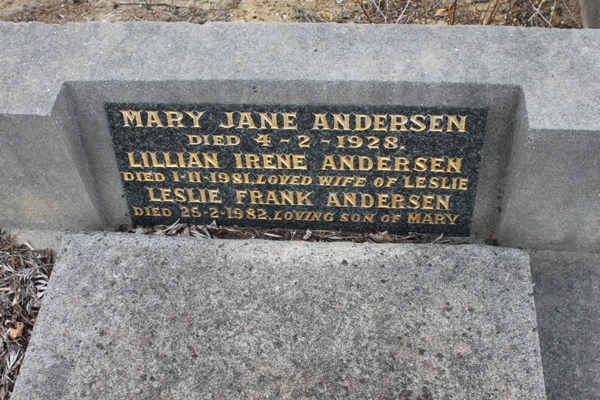 MARY JANE ANDERSEN
DIED 4-2-1928.
LILLIAN IRENE ANDERSEN
DIED 1-11-1981. LOVED WIFE OF LESLIE
LESLIE FRANK ANDERSEN
DIED 25-2-1982. LOVING SON OF MARY